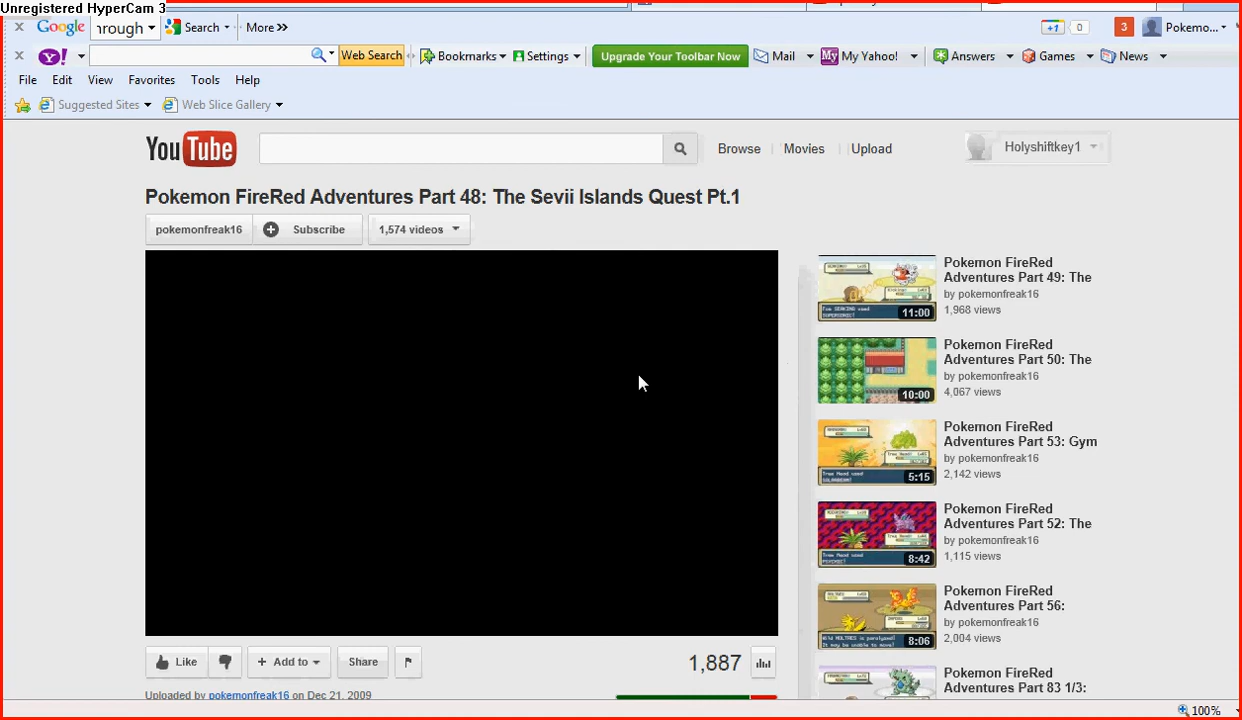 Unregistered HyperCam 3
Google hrough Search More »
+1 0 3 Pokemo...
Y! Web Search Bookmarks Settings Upgrade Your Toolbar Now Mail My My Yahoo! Answers Games News
File Edit View Favorites Tools Help
Suggested Sites Web Slice Gallery
YouTube Browse Movies Upload Holyshiftkey1
Pokemon FireRed Adventures Part 48: The Sevii Islands Quest Pt.1
pokemonfreak16 Subscribe 1,574 videos
Pokemon FireRed
Adventures Part 49: The
by pokemonfreak16
1,968 views
11:00
Pokemon FireRed
Adventures Part 50: The
by pokemonfreak16
4,067 views
10:00
Pokemon FireRed
Adventures Part 53: Gym
by pokemonfreak16
2,142 views
5:15
Pokemon FireRed
Adventures Part 52: The
by pokemonfreak16
1,115 views
8:42
Pokemon FireRed
Adventures Part 56:
by pokemonfreak16
2,004 views
8:06
Pokemon FireRed
Adventures Part 83 1/3:
Like + Add to Share 1,887
Uploaded by pokemonfreak16 on Dec 21, 2009
100%